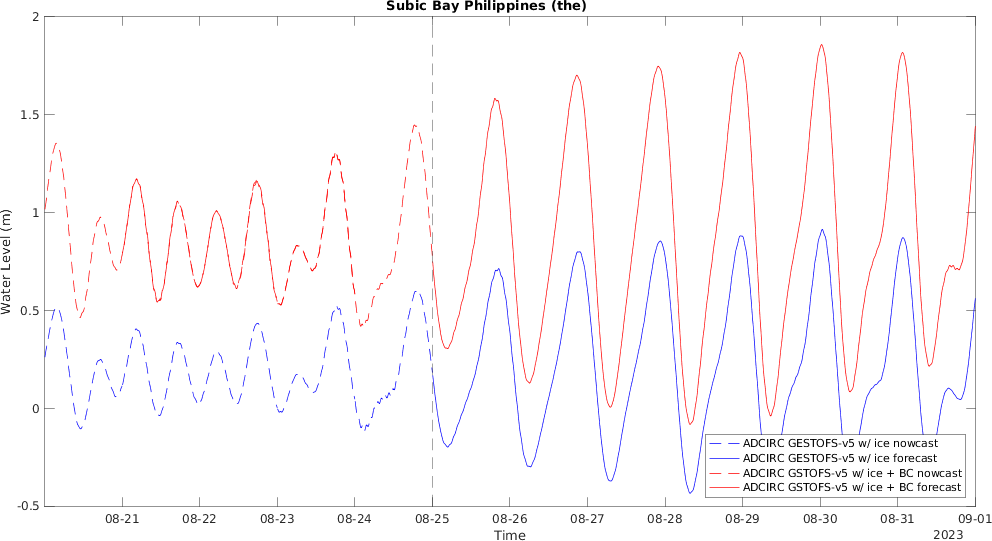 Subic Bay Philippines (the)
2
1.5
1
0.5
0
-0.5
Water Level (m)
ADCIRC GESTOFS-v5 w/ ice nowcast
ADCIRC GESTOFS-v5 w/ ice forecast
ADCIRC GSTOFS-v5 w/ ice + BC nowcast
ADCIRC GSTOFS-v5 w/ ice + BC forecast
08-21 08-22 08-23 08-24 08-25 08-26 08-27 08-28 08-29 08-30 08-31 09-01
Time
2023